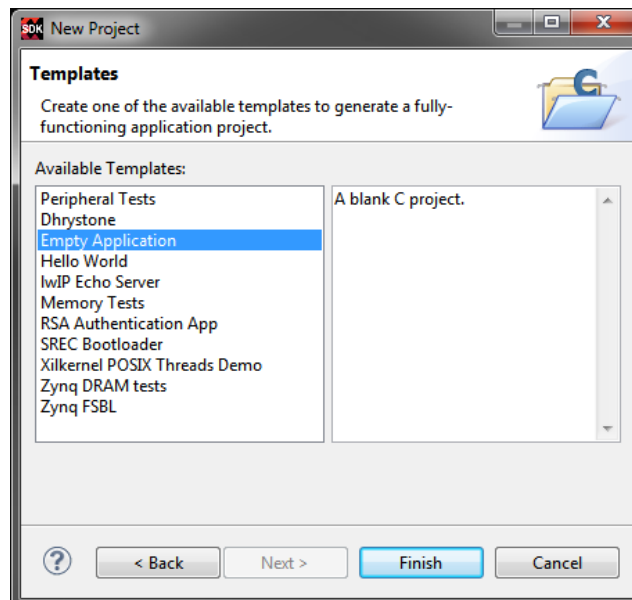 SDK New Project
Templates
Create one of the available templates to generate a fully-
functioning application project.
Available Templates:
Peripheral Tests
Dhrystone
Empty Application
Hello World
lwIP Echo Server
Memory Tests
RSA Authentication App
SREC Bootloader
Xilkernel POSIX Threads Demo
Zynq DRAM tests
Zynq FSBL
A blank C project.
? < Back Next > Finish Cancel